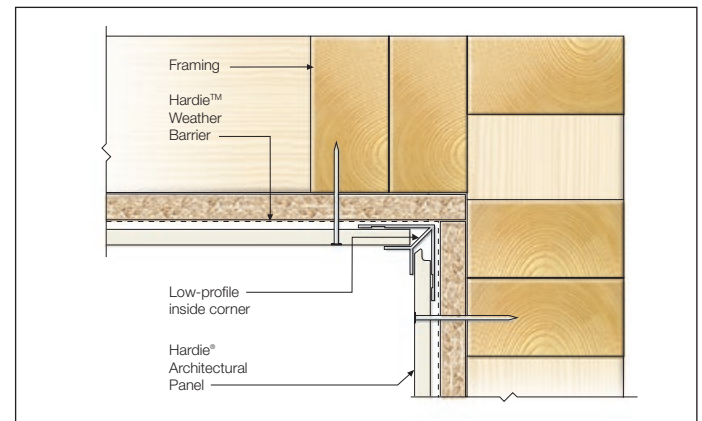 Framing
Hardie™
Weather
Barrier
Low-profile
inside corner
Hardie®
Architectural
Panel